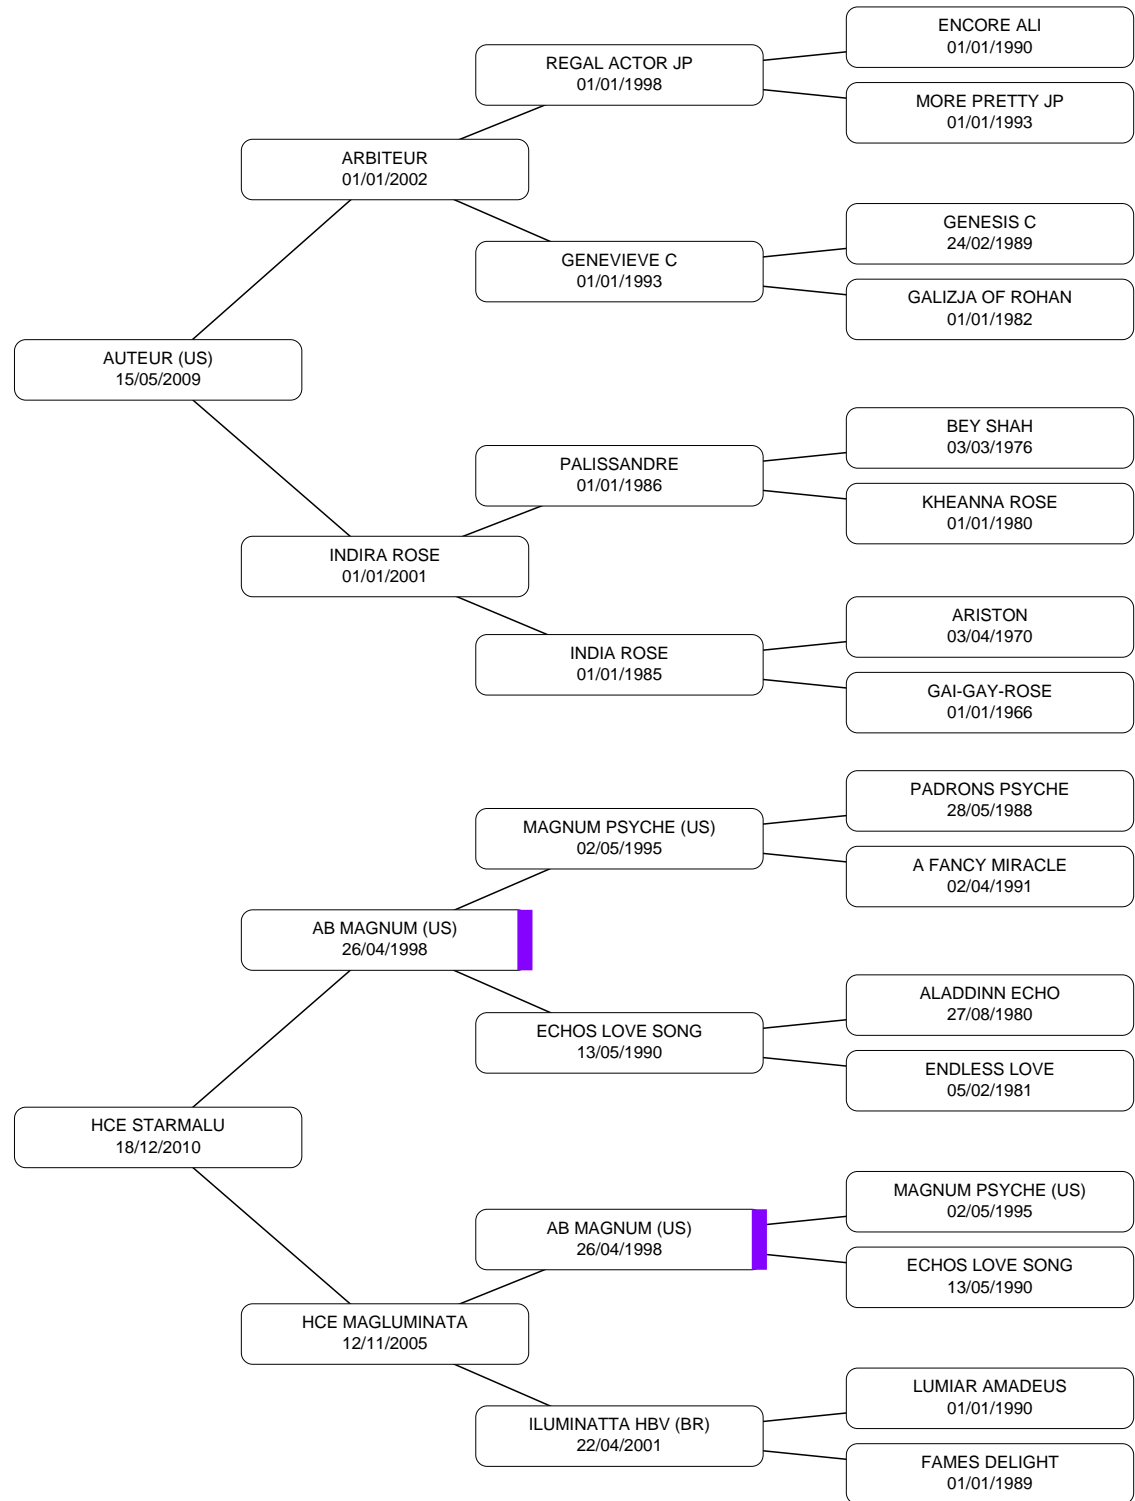 ENCORE ALI
01/01/1990
REGAL ACTOR JP
01/01/1998
MORE PRETTY JP
01/01/1993
ARBITEUR
01/01/2002
GENESIS C
24/02/1989
GENEVIEVE C
01/01/1993
GALIZJA OF ROHAN
01/01/1982
AUTEUR (US)
15/05/2009
BEY SHAH
03/03/1976
PALISSANDRE
01/01/1986
KHEANNA ROSE
01/01/1980
INDIRA ROSE
01/01/2001
ARISTON
03/04/1970
INDIA ROSE
01/01/1985
GAI-GAY-ROSE
01/01/1966
PADRONS PSYCHE
28/05/1988
MAGNUM PSYCHE (US)
02/05/1995
A FANCY MIRACLE
02/04/1991
AB MAGNUM (US)
26/04/1998
ALADDINN ECHO
27/08/1980
ECHOS LOVE SONG
13/05/1990
ENDLESS LOVE
05/02/1981
HCE STARMALU
18/12/2010
MAGNUM PSYCHE (US)
02/05/1995
AB MAGNUM (US)
26/04/1998
ECHOS LOVE SONG
13/05/1990
HCE MAGLUMINATA
12/11/2005
LUMIAR AMADEUS
01/01/1990
ILUMINATTA HBV (BR)
22/04/2001
FAMES DELIGHT
01/01/1989